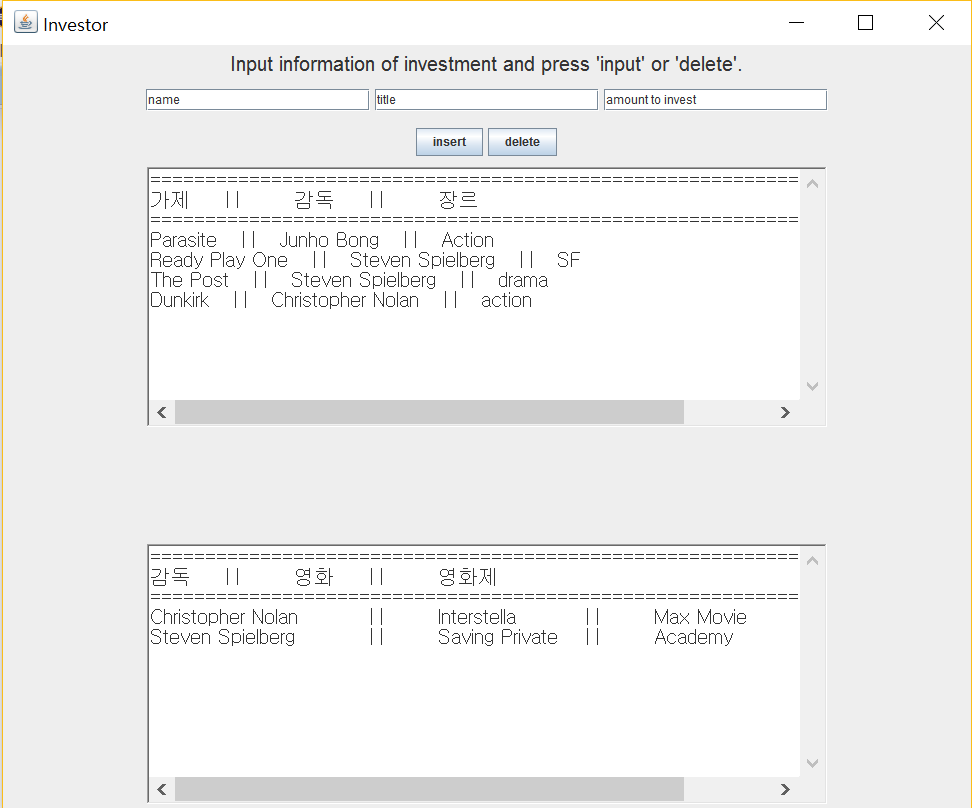 Investor
Input information of investment and press 'input' or 'delete'.
name title amount to invest
insert delete
==================================================================
가제 || 감독 || 장르
==================================================================
Parasite || Junho Bong || Action
Ready Play One || Steven Spielberg || SF
The Post || Steven Spielberg || drama
Dunkirk || Christopher Nolan || action
==================================================================
감독 || 영화 || 영화제
==================================================================
Christopher Nolan || Interstella || Max Movie
Steven Spielberg || Saving Private || Academy